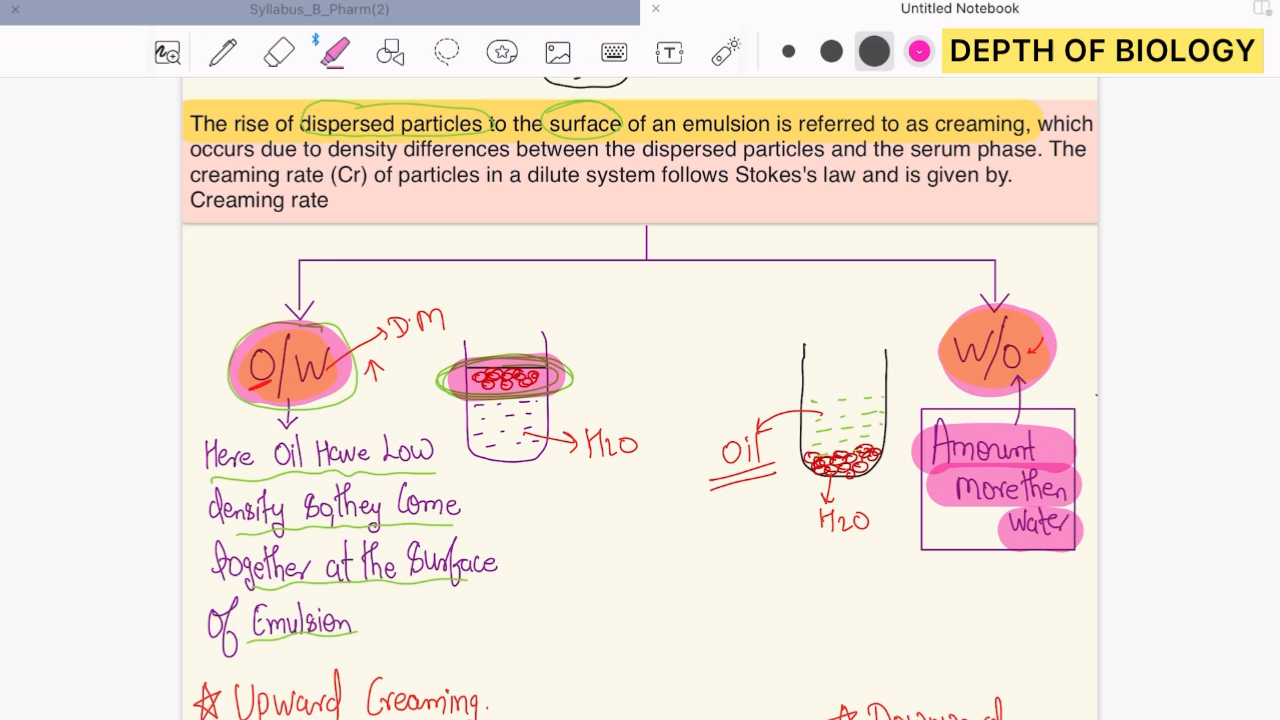 Syllabus_B_Pharm(2)
Untitled Notebook
DEPTH OF BIOLOGY
The rise of dispersed particles to the surface of an emulsion is referred to as creaming, which
occurs due to density differences between the dispersed particles and the serum phase. The
creaming rate (Cr) of particles in a dilute system follows Stokes's law and is given by.
Creaming rate
O/W
D.M
H2O
Here Oil Have Low
density so, they Come
together at the Surface
Of Emulsion
☆ Upward Creaming.
W/O
Oil
H2O
Amount
more then
water